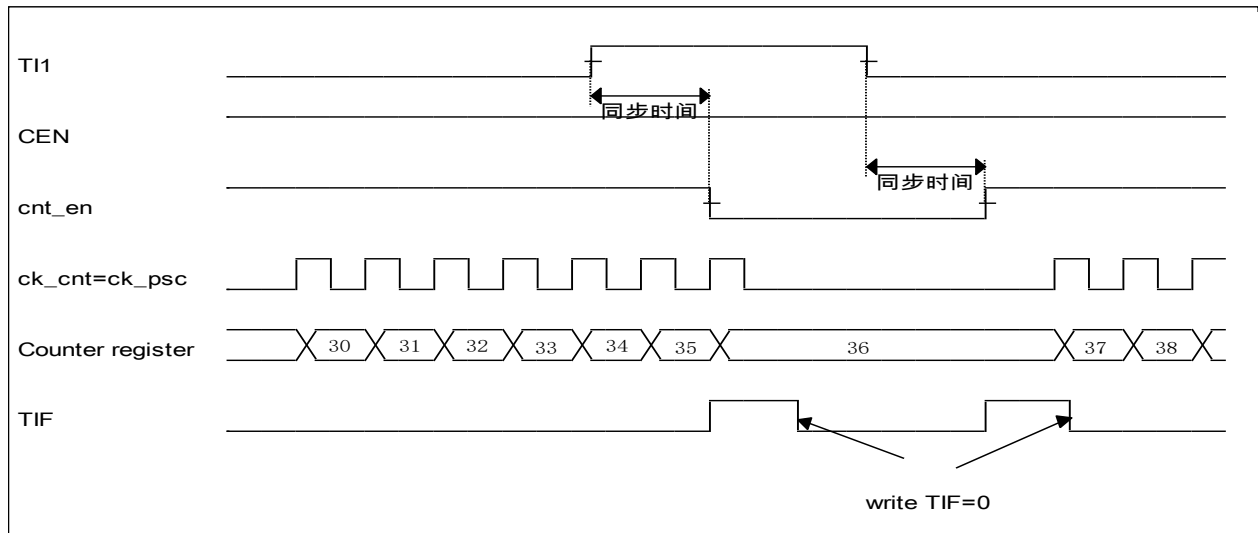 TI1
同步时间
CEN
同步时间
cnt_en
ck_cnt=ck_psc
Counter register
30 31 32 33 34 35 36 37 38
TIF
write TIF=0